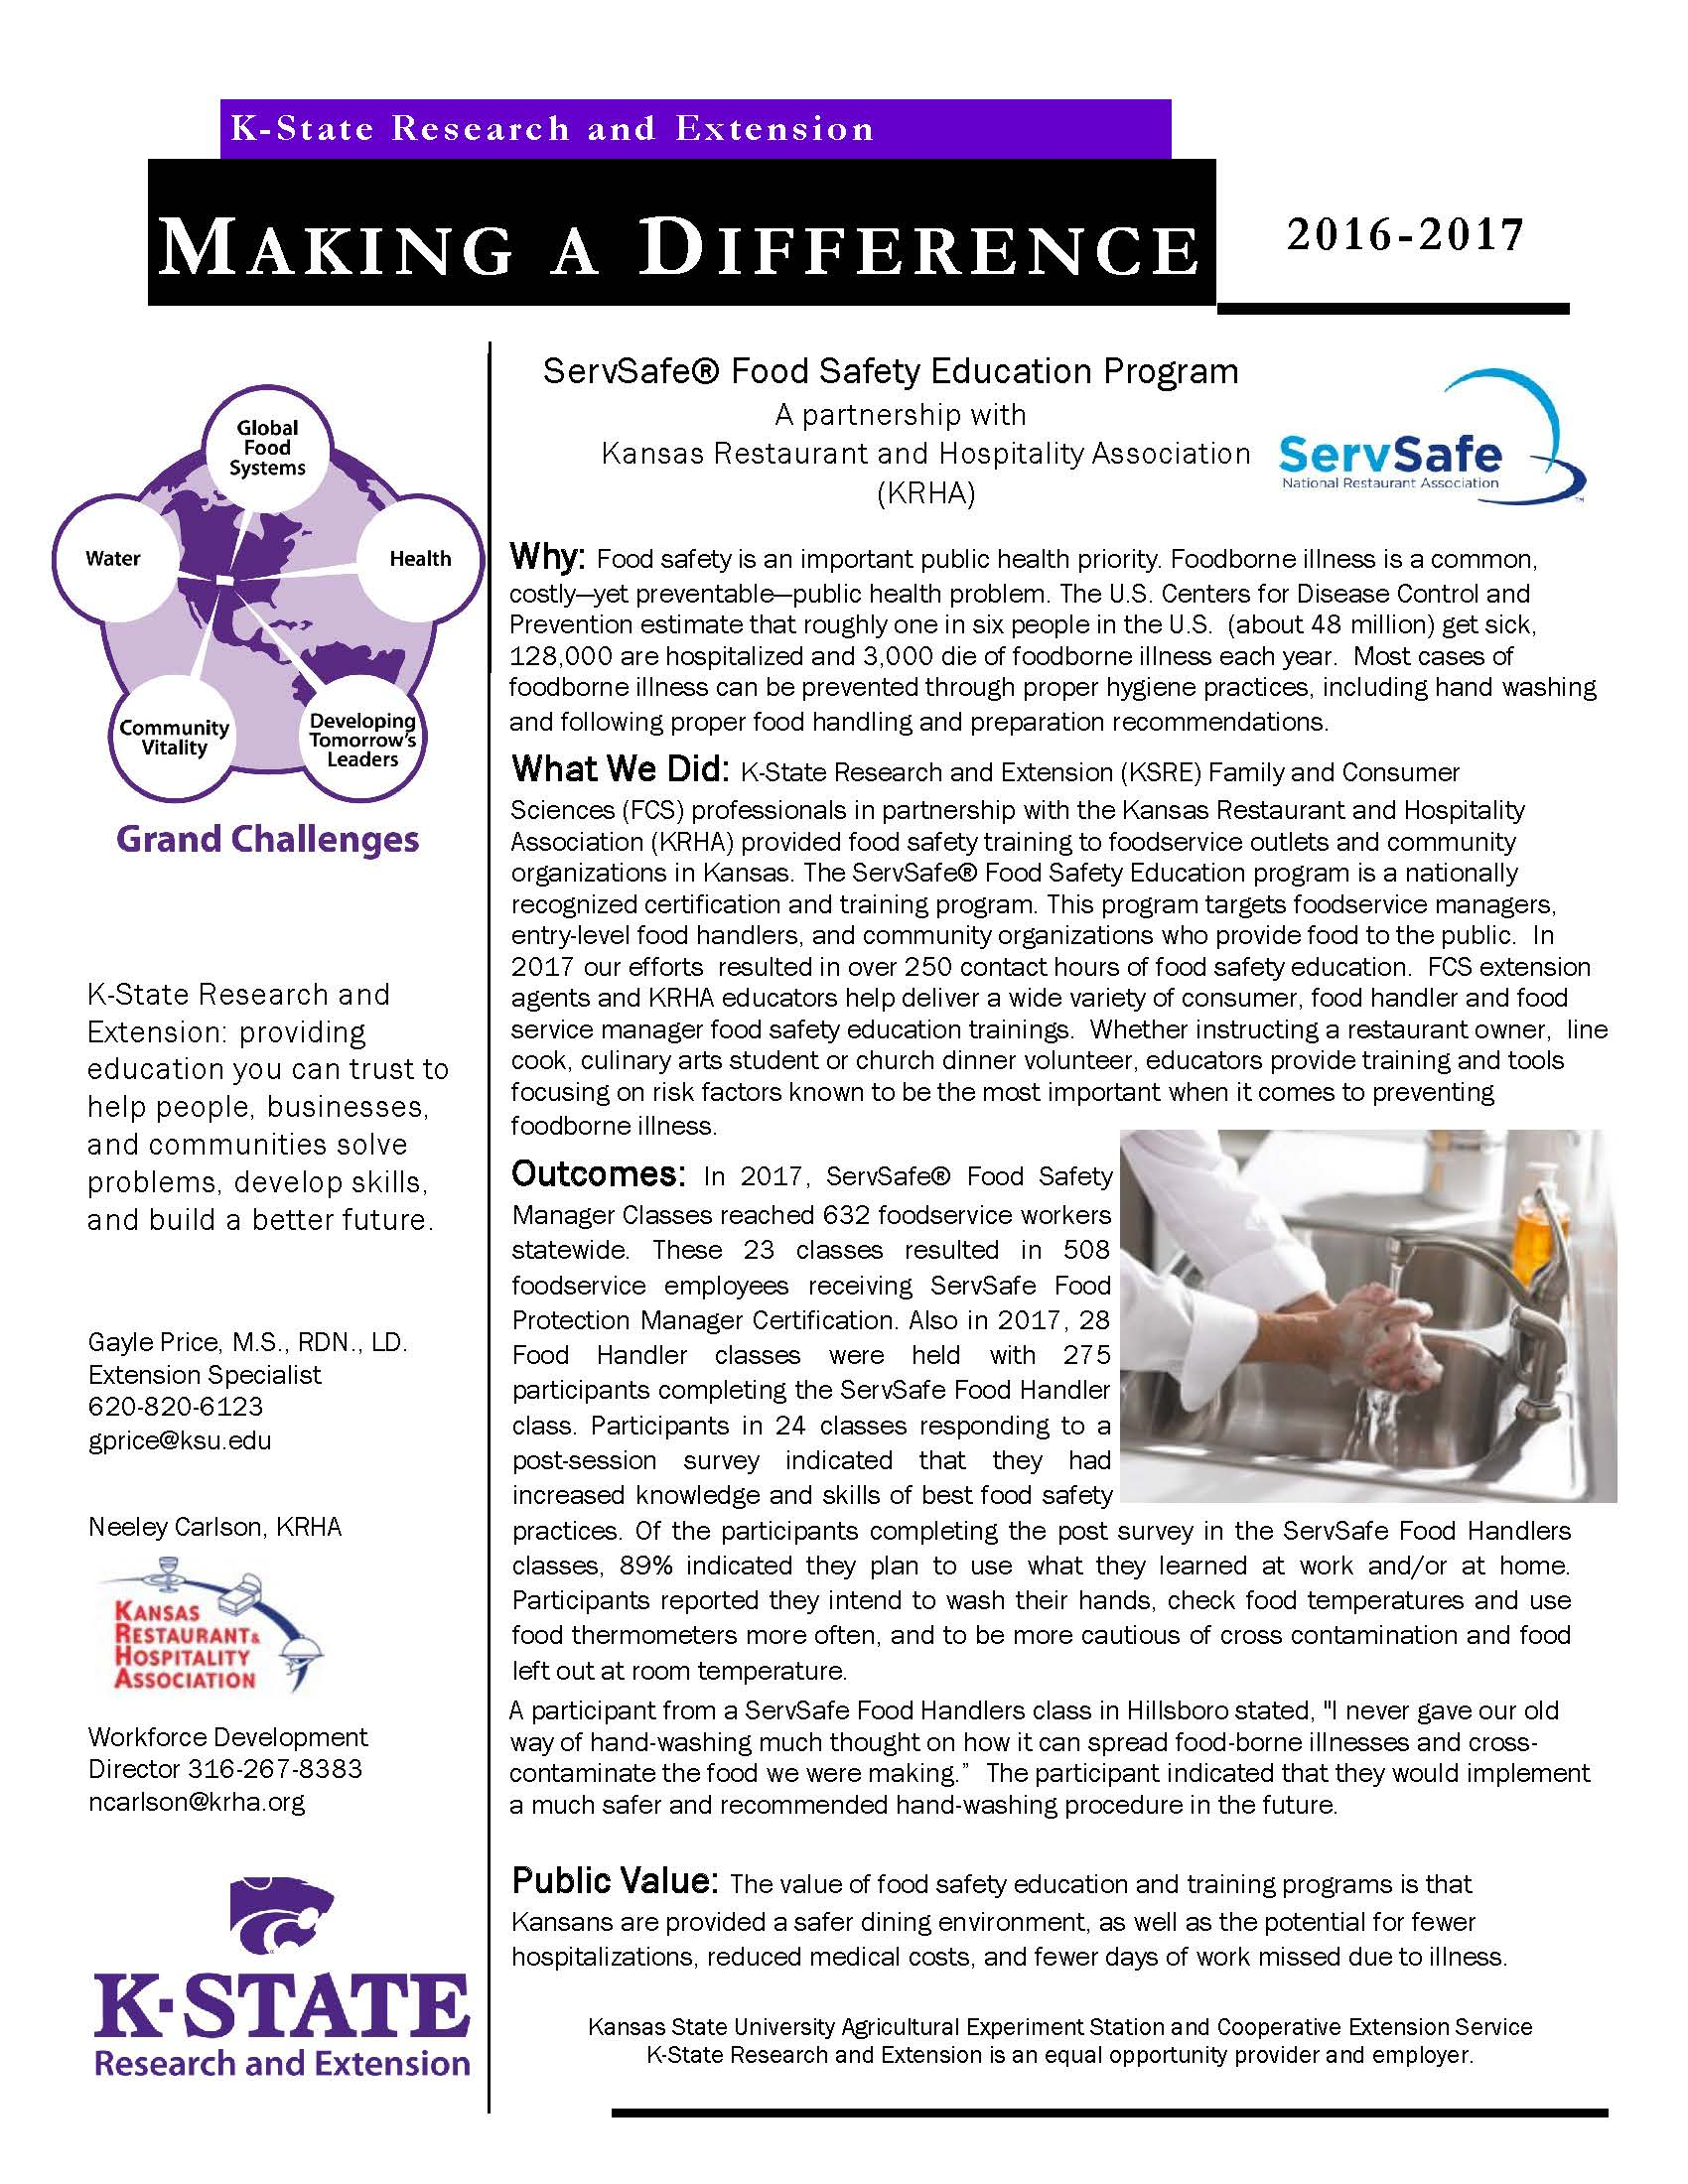 K-State Research and Extension
MAKING A DIFFERENCE
2016-2017
Global
Food
Systems
Water
Health
Community
Vitality
Developing
Tomorrow's
Leaders
Grand Challenges
K-State Research and
Extension: providing
education you can trust to
help people, businesses,
and communities solve
problems, develop skills,
and build a better future.
Gayle Price, M.S., RDN., LD.
Extension Specialist
620-820-6123
gprice@ksu.edu
Neeley Carlson, KRHA
KANSAS
RESTAURANT&
HOSPITALITY
ASSOCIATION
Workforce Development
Director 316-267-8383
ncarlson@krha.org
K-STATE
Research and Extension
ServSafe® Food Safety Education Program
A partnership with
Kansas Restaurant and Hospitality Association
(KRHA)
ServSafe
National Restaurant Association
Why: Food safety is an important public health priority. Foodborne illness is a common,
costly—yet preventable—public health problem. The U.S. Centers for Disease Control and
Prevention estimate that roughly one in six people in the U.S.  (about 48 million) get sick,
128,000 are hospitalized and 3,000 die of foodborne illness each year.  Most cases of
foodborne illness can be prevented through proper hygiene practices, including hand washing
and following proper food handling and preparation recommendations.
What We Did: K-State Research and Extension (KSRE) Family and Consumer
Sciences (FCS) professionals in partnership with the Kansas Restaurant and Hospitality
Association (KRHA) provided food safety training to foodservice outlets and community
organizations in Kansas. The ServSafe® Food Safety Education program is a nationally
recognized certification and training program. This program targets foodservice managers,
entry-level food handlers, and community organizations who provide food to the public.  In
2017 our efforts  resulted in over 250 contact hours of food safety education.  FCS extension
agents and KRHA educators help deliver a wide variety of consumer, food handler and food
service manager food safety education trainings.  Whether instructing a restaurant owner,  line
cook, culinary arts student or church dinner volunteer, educators provide training and tools
focusing on risk factors known to be the most important when it comes to preventing
foodborne illness.
Outcomes: In 2017, ServSafe® Food Safety
Manager Classes reached 632 foodservice workers
statewide. These 23 classes resulted in 508
foodservice employees receiving ServSafe Food
Protection Manager Certification. Also in 2017, 28
Food Handler classes were held with 275
participants completing the ServSafe Food Handler
class. Participants in 24 classes responding to a
post-session survey indicated that they had
increased knowledge and skills of best food safety
practices. Of the participants completing the post survey in the ServSafe Food Handlers
classes, 89% indicated they plan to use what they learned at work and/or at home.
Participants reported they intend to wash their hands, check food temperatures and use
food thermometers more often, and to be more cautious of cross contamination and food
left out at room temperature.
A participant from a ServSafe Food Handlers class in Hillsboro stated, "I never gave our old
way of hand-washing much thought on how it can spread food-borne illnesses and cross-
contaminate the food we were making.”  The participant indicated that they would implement
a much safer and recommended hand-washing procedure in the future.
Public Value: The value of food safety education and training programs is that
Kansans are provided a safer dining environment, as well as the potential for fewer
hospitalizations, reduced medical costs, and fewer days of work missed due to illness.
Kansas State University Agricultural Experiment Station and Cooperative Extension Service
K-State Research and Extension is an equal opportunity provider and employer.